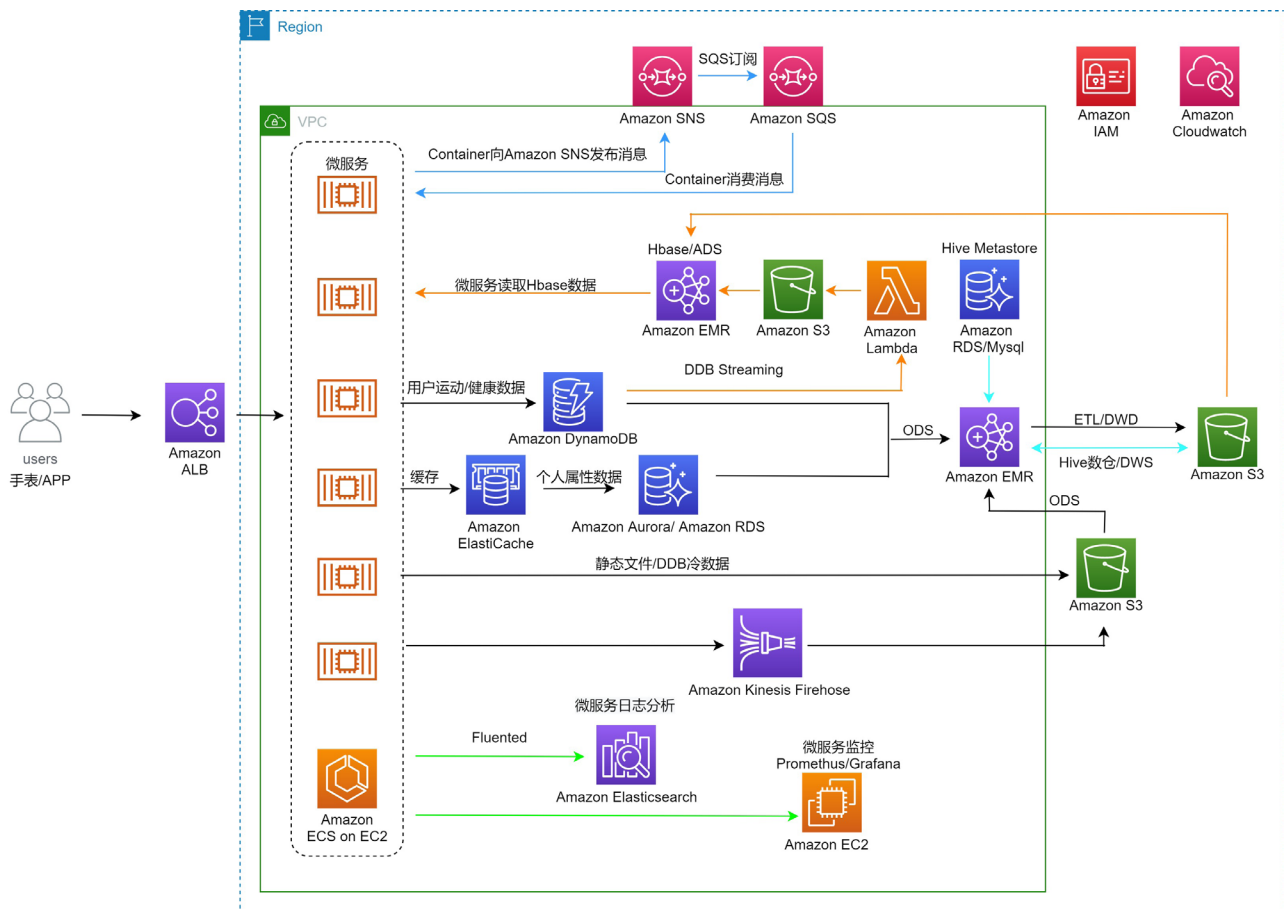 Region
SQS订阅
Amazon SNS
Amazon SQS
Amazon
IAM
Amazon
Cloudwatch
VPC
微服务
Container向Amazon SNS发布消息
Container消费消息
Hbase/ADS
Hive Metastore
微服务读取Hbase数据
Amazon EMR
Amazon S3
Amazon
Lambda
Amazon
RDS/Mysql
DDB Streaming
用户运动/健康数据
Amazon DynamoDB
ODS
ETL/DWD
Amazon EMR
Hive数仓/DWS
Amazon S3
users
手表/APP
Amazon
ALB
缓存
个人属性数据
Amazon
ElastiCache
Amazon Aurora/ Amazon RDS
ODS
静态文件/DDB冷数据
Amazon S3
Amazon Kinesis Firehose
微服务日志分析
Fluented
Amazon Elasticsearch
微服务监控
Promethus/Grafana
Amazon EC2
Amazon
ECS on EC2